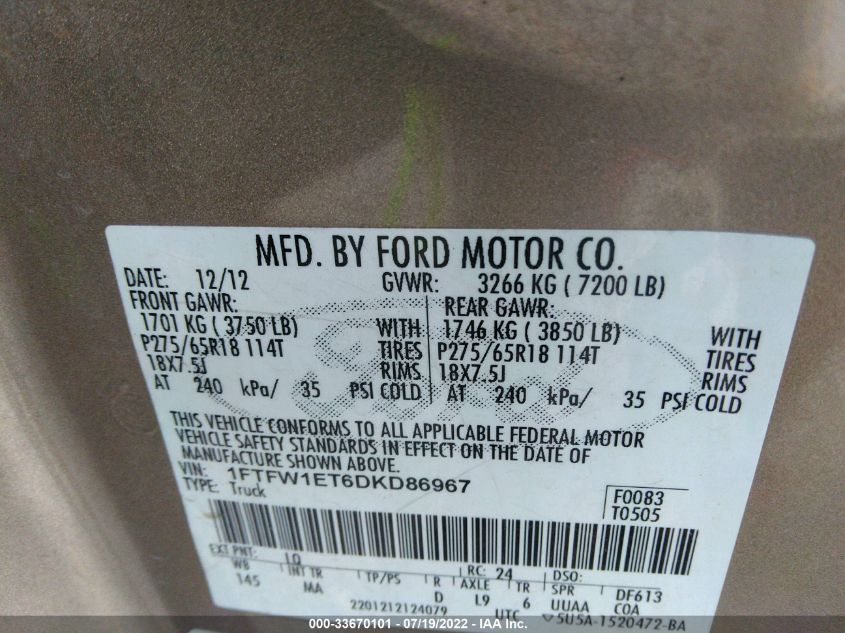 MFD. BY FORD MOTOR CO.
DATE: 12/12 GVWR: 3266 KG ( 7200 LB)
FRONT GAWR: REAR GAWR:
1701 KG ( 3750 LB) WITH 1746 KG ( 3850 LB) WITH
P275/65R18 114T TIRES P275/65R18 114T TIRES
18X7.5J RIMS 18X7.5J RIMS
AT 240 kPa/ 35 PSI COLD AT 240 kPa/ 35 PSI COLD
THIS VEHICLE CONFORMS TO ALL APPLICABLE FEDERAL MOTOR
VEHICLE SAFETY STANDARDS IN EFFECT ON THE DATE OF
MANUFACTURE SHOWN ABOVE.
VIN: 1FTFW1ET6DKD86967
TYPE: Truck
F0083
T0505
EXT PNT: LQ RC: 24 DSO:
WB INT TR TP/PS R AXLE TR SPR DF613
145 MA D L9 6 UUAA COA
2201212124079 UTC 5U5A-1520472-BA
000-33670101 - 07/19/2022 - IAA Inc.